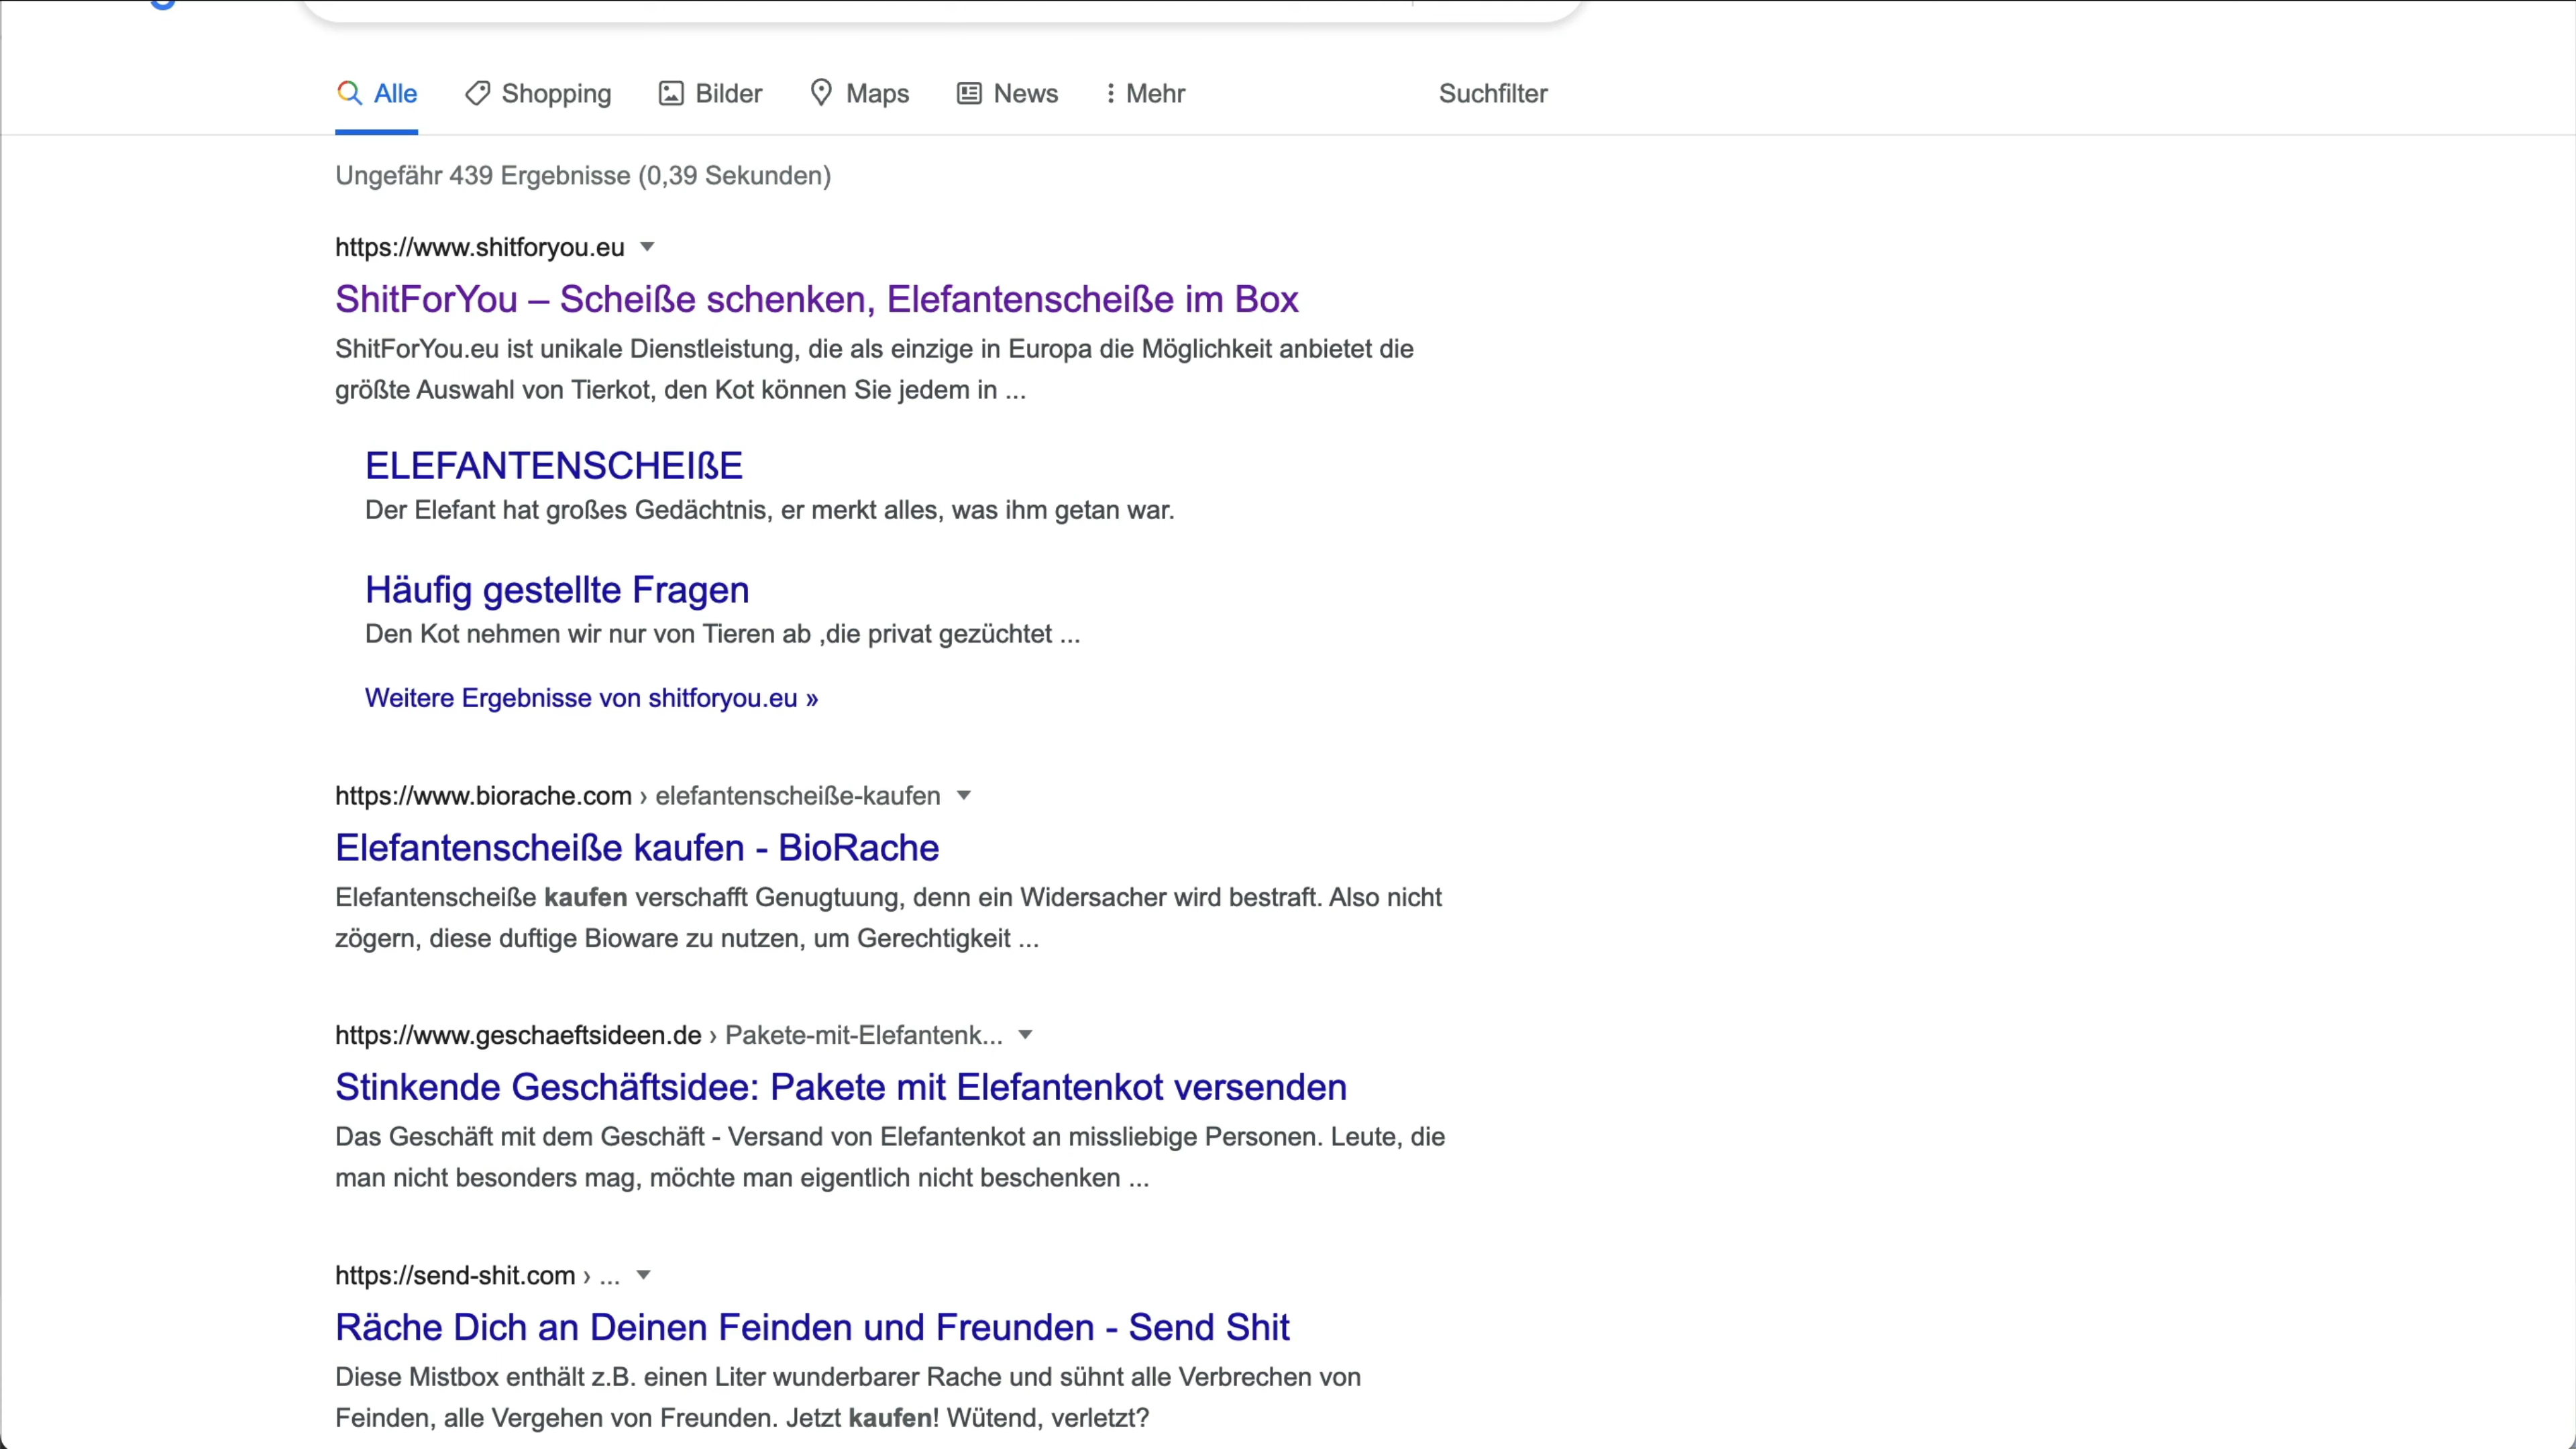 Alle Shopping Bilder Maps News Mehr Suchfilter
Ungefähr 439 Ergebnisse (0,39 Sekunden)
https://www.shitforyou.eu
ShitForYou – Scheiße schenken, Elefantenscheiße im Box
ShitForYou.eu ist unikale Dienstleistung, die als einzige in Europa die Möglichkeit anbietet die
größte Auswahl von Tierkot, den Kot können Sie jedem in ...
ELEFANTENSCHEIßE
Der Elefant hat großes Gedächtnis, er merkt alles, was ihm getan war.
Häufig gestellte Fragen
Den Kot nehmen wir nur von Tieren ab ,die privat gezüchtet ...
Weitere Ergebnisse von shitforyou.eu »
https://www.biorache.com › elefantenscheiße-kaufen
Elefantenscheiße kaufen - BioRache
Elefantenscheiße kaufen verschafft Genugtuung, denn ein Widersacher wird bestraft. Also nicht
zögern, diese duftige Bioware zu nutzen, um Gerechtigkeit ...
https://www.geschaeftsideen.de › Pakete-mit-Elefantenk...
Stinkende Geschäftsidee: Pakete mit Elefantenkot versenden
Das Geschäft mit dem Geschäft - Versand von Elefantenkot an missliebige Personen. Leute, die
man nicht besonders mag, möchte man eigentlich nicht beschenken ...
https://send-shit.com › ...
Räche Dich an Deinen Feinden und Freunden - Send Shit
Diese Mistbox enthält z.B. einen Liter wunderbarer Rache und sühnt alle Verbrechen von
Feinden, alle Vergehen von Freunden. Jetzt kaufen! Wütend, verletzt?